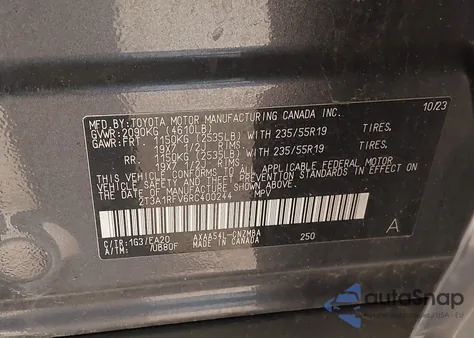 MFD.BY:TOYOTA MOTOR MANUFACTURING CANADA INC. 10/23
GVWR:2090KG (4610LB)
GAWR:FRT. 1150KG (2535LB) WITH 235/55R19 TIRES,
19X7 1/2J RIMS,
RR. 1150KG (2535LB) WITH 235/55R19 TIRES,
19X7 1/2J RIMS,
THIS VEHICLE CONFORMS TO ALL APPLICABLE FEDERAL MOTOR
VEHICLE SAFETY AND THEFT PREVENTION STANDARDS IN EFFECT
ON THE DATE OF MANUFACTURE SHOWN ABOVE.
2T3A1RFV6RC400244 MPV
C/TR:1G3/EA20 AXAA54L-CNZMBA 250 A
A/TM: /UB80F MADE IN CANADA
autoSnap